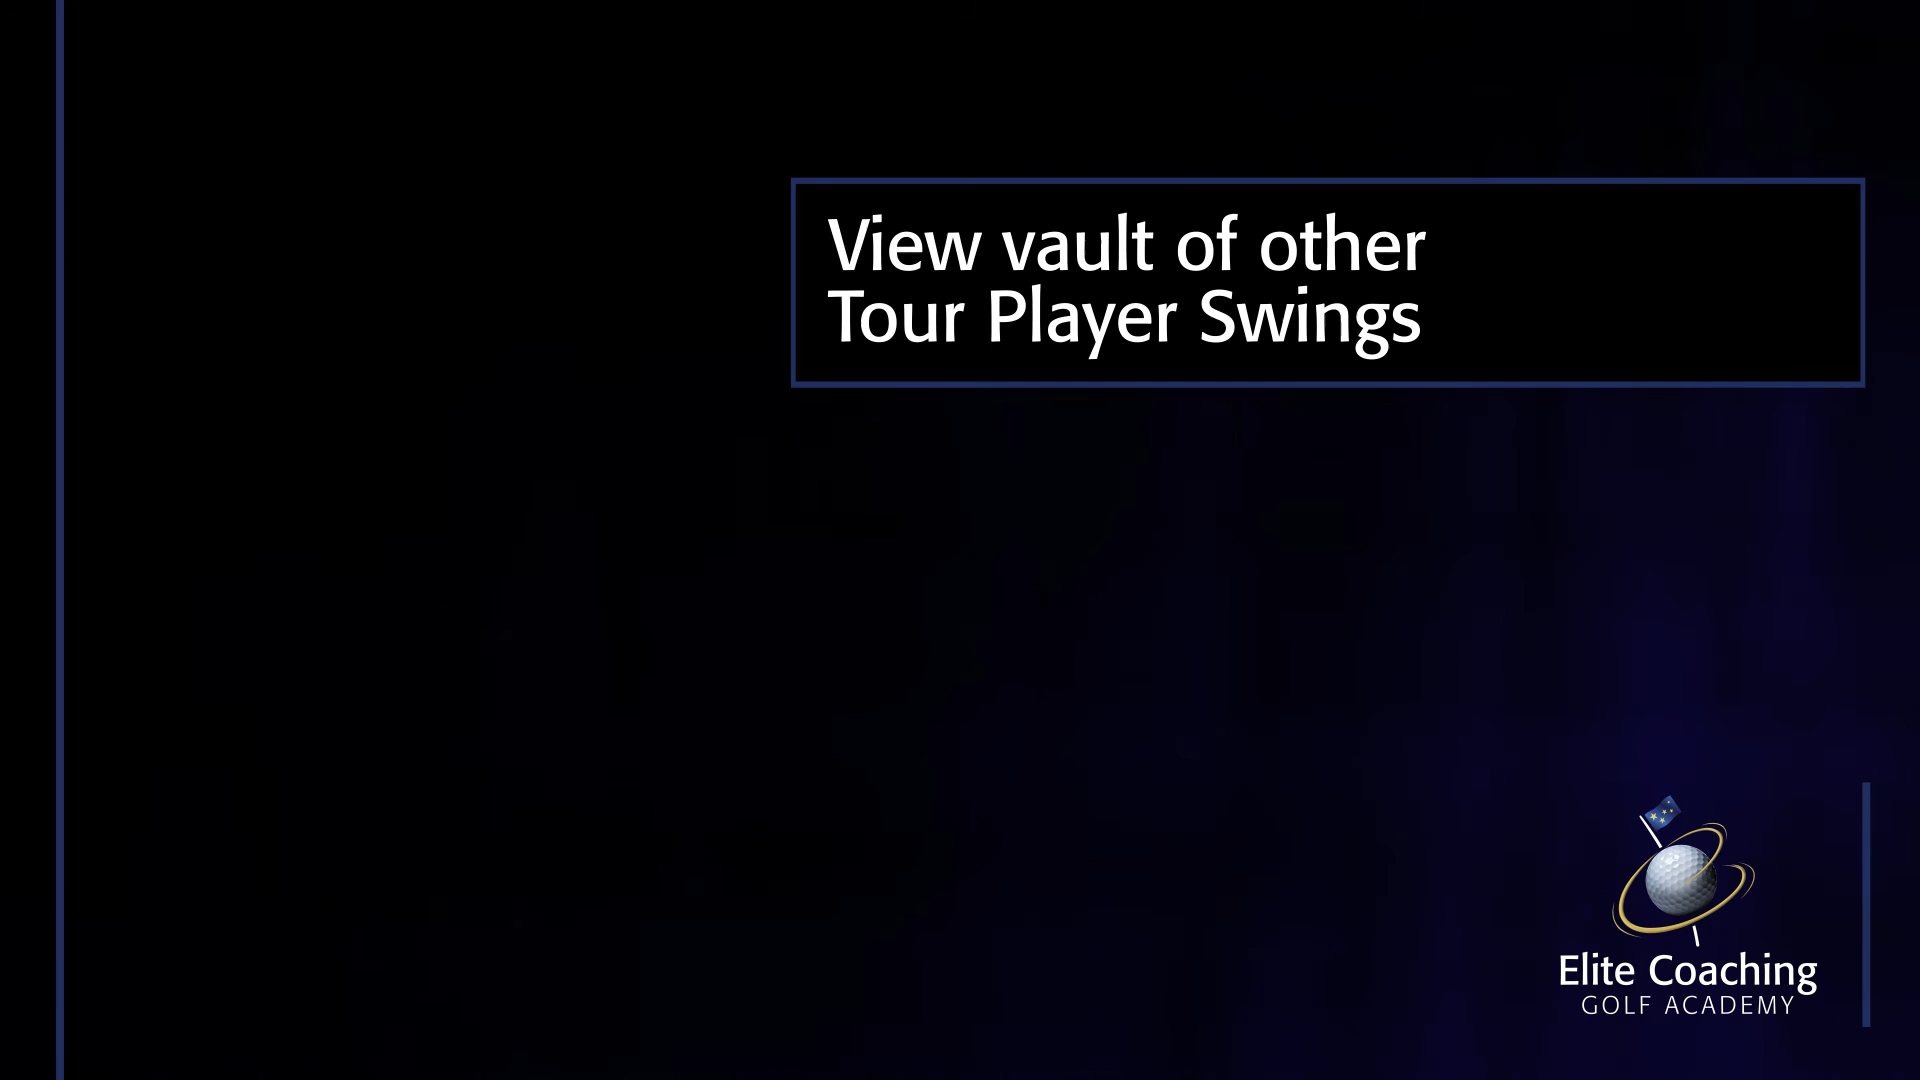 View vault of other
Tour Player Swings
Elite Coaching
GOLF ACADEMY